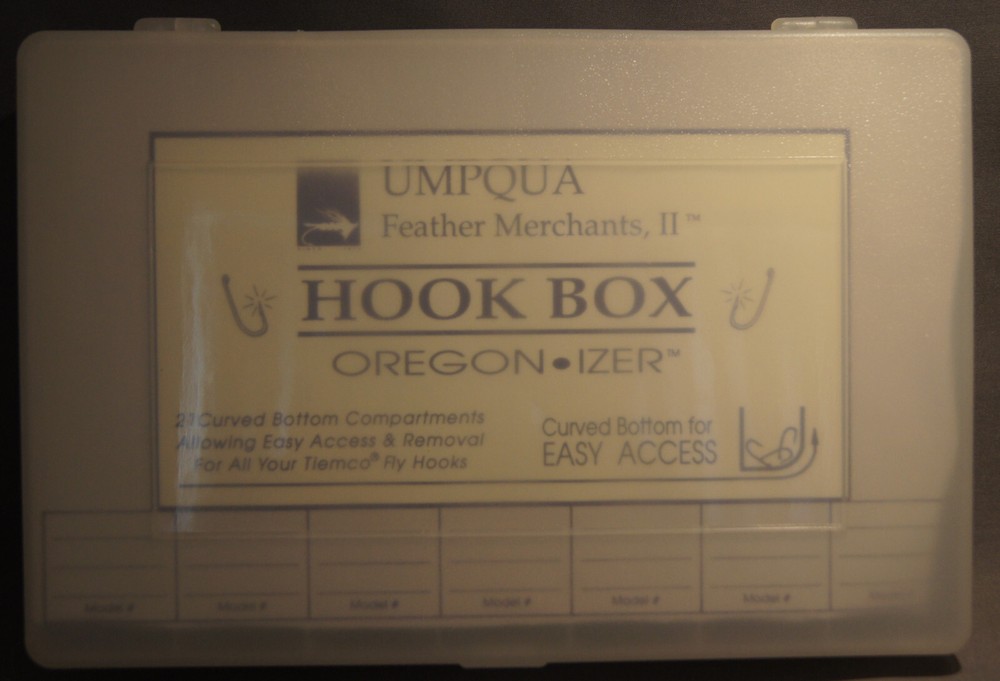 UMPQUA
Feather Merchants, II™
HOOK BOX
OREGON•IZER™
21 Curved Bottom Compartments
Allowing Easy Access & Removal
For All Your Tiemco® Fly Hooks
Curved Bottom for
EASY ACCESS
Model # Model # Model # Model # Model # Model #